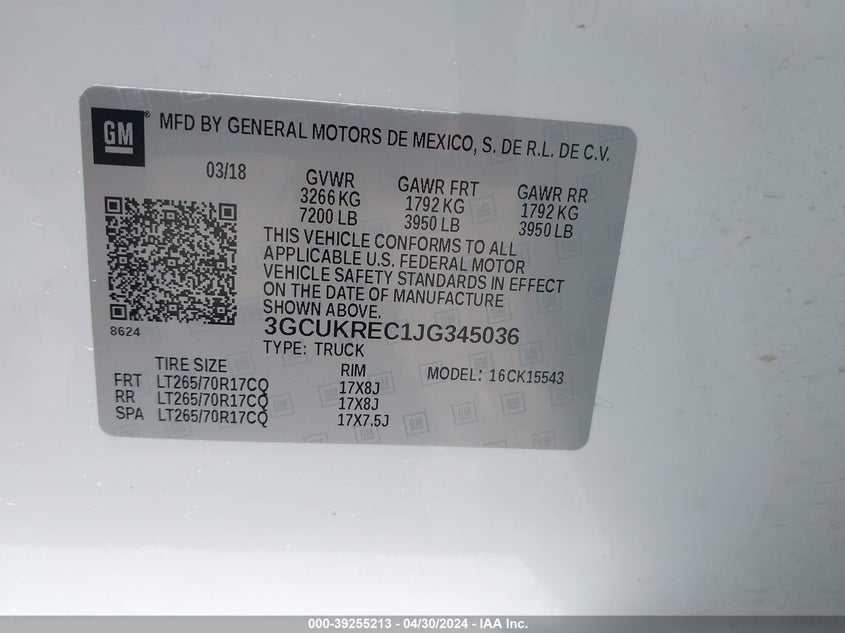 GM
®
MFD BY GENERAL MOTORS DE MEXICO, S. DE R.L. DE C.V.
03/18
GVWR
3266 KG
7200 LB
GAWR FRT
1792 KG
3950 LB
GAWR RR
1792 KG
3950 LB
THIS VEHICLE CONFORMS TO ALL
APPLICABLE U.S. FEDERAL MOTOR
VEHICLE SAFETY STANDARDS IN EFFECT
ON THE DATE OF MANUFACTURE
SHOWN ABOVE.
8624
3GCUKREC1JG345036
TYPE: TRUCK
MODEL: 16CK15543
TIRE SIZE RIM
FRT LT265/70R17CQ 17X8J
RR LT265/70R17CQ 17X8J
SPA LT265/70R17CQ 17X7.5J
000-39255213 - 04/30/2024 - IAA Inc.